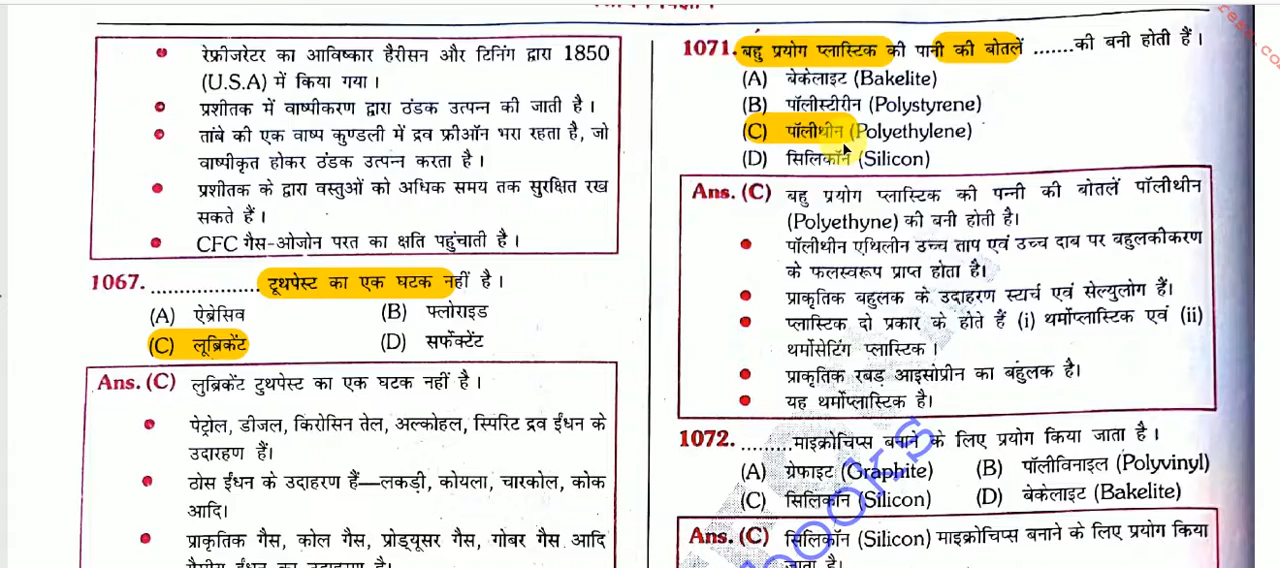 रेफ्रीजरेटर का आविष्कार हैरीसन और टिनिंग द्वारा 1850
(U.S.A) में किया गया।
प्रशीतक में वाष्पीकरण द्वारा ठंडक उत्पन्न की जाती है।
तांबे की एक वाष्प कुण्डली में द्रव फ्रीऑन भरा रहता है, जो
वाष्पीकृत होकर ठंडक उत्पन्न करता है।
प्रशीतक के द्वारा वस्तुओं को अधिक समय तक सुरक्षित रख
सकते हैं।
CFC गैस-ओजोन परत का क्षति पहुंचाती है।
1067. ................... टूथपेस्ट का एक घटक नहीं है।
(A) ऐब्रेसिव (B) फ्लोराइड
(C) लूब्रिकेंट (D) सर्फेक्टेंट
Ans. (C) लुब्रिकेंट टुथपेस्ट का एक घटक नहीं है।
पेट्रोल, डीजल, किरोसिन तेल, अल्कोहल, स्पिरिट द्रव ईंधन के
उदारहण हैं।
ठोस ईंधन के उदाहरण हैं—लकड़ी, कोयला, चारकोल, कोक
आदि।
प्राकृतिक गैस, कोल गैस, प्रोड्यूसर गैस, गोबर गैस आदि
1071. बहु प्रयोग प्लास्टिक की पानी की बोतलें .......की बनी होती हैं।
(A) बेकेलाइट (Bakelite)
(B) पॉलीस्टीरीन (Polystyrene)
(C) पॉलीथीन (Polyethylene)
(D) सिलिकॉन (Silicon)
Ans. (C) बहु प्रयोग प्लास्टिक की पन्नी की बोतलें पॉलीथीन
(Polyethyne) की बनी होती है।
पॉलीथीन एथिलीन उच्च ताप एवं उच्च दाब पर बहुलकीकरण
के फलस्वरूप प्राप्त होता है।
प्राकृतिक बहुलक के उदाहरण स्टार्च एवं सेल्युलोग हैं।
प्लास्टिक दो प्रकार के होते हैं (i) थर्मोप्लास्टिक एवं (ii)
थर्मोसेटिंग प्लास्टिक।
प्राकृतिक रबड़ आइसोप्रीन का बंहुलक है।
यह थर्मोप्लास्टिक है।
1072. .........माइक्रोचिप्स बनाने के लिए प्रयोग किया जाता है।
(A) ग्रेफाइट (Graphite) (B) पॉलीविनाइल (Polyvinyl)
(C) सिलिकॉन (Silicon) (D) बेकेलाइट (Bakelite)
Ans. (C) सिलिकॉन (Silicon) माइक्रोचिप्स बनाने के लिए प्रयोग किया
जाता है।
books